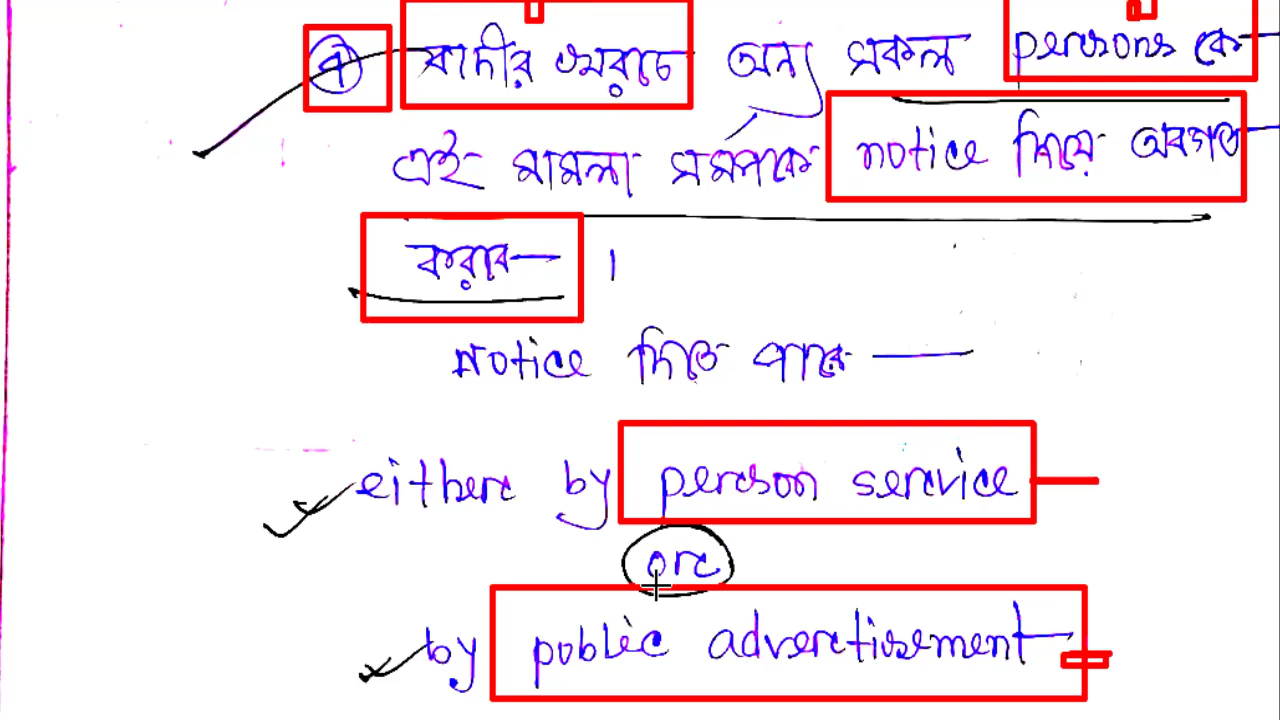 বাদীর খরচে অন্য সকল persons কে
এই মামলা সম্পর্কে notice দিয়ে অবগত
করাবে ।
notice দিতে পারে —
either by person service
or
by public advertisement